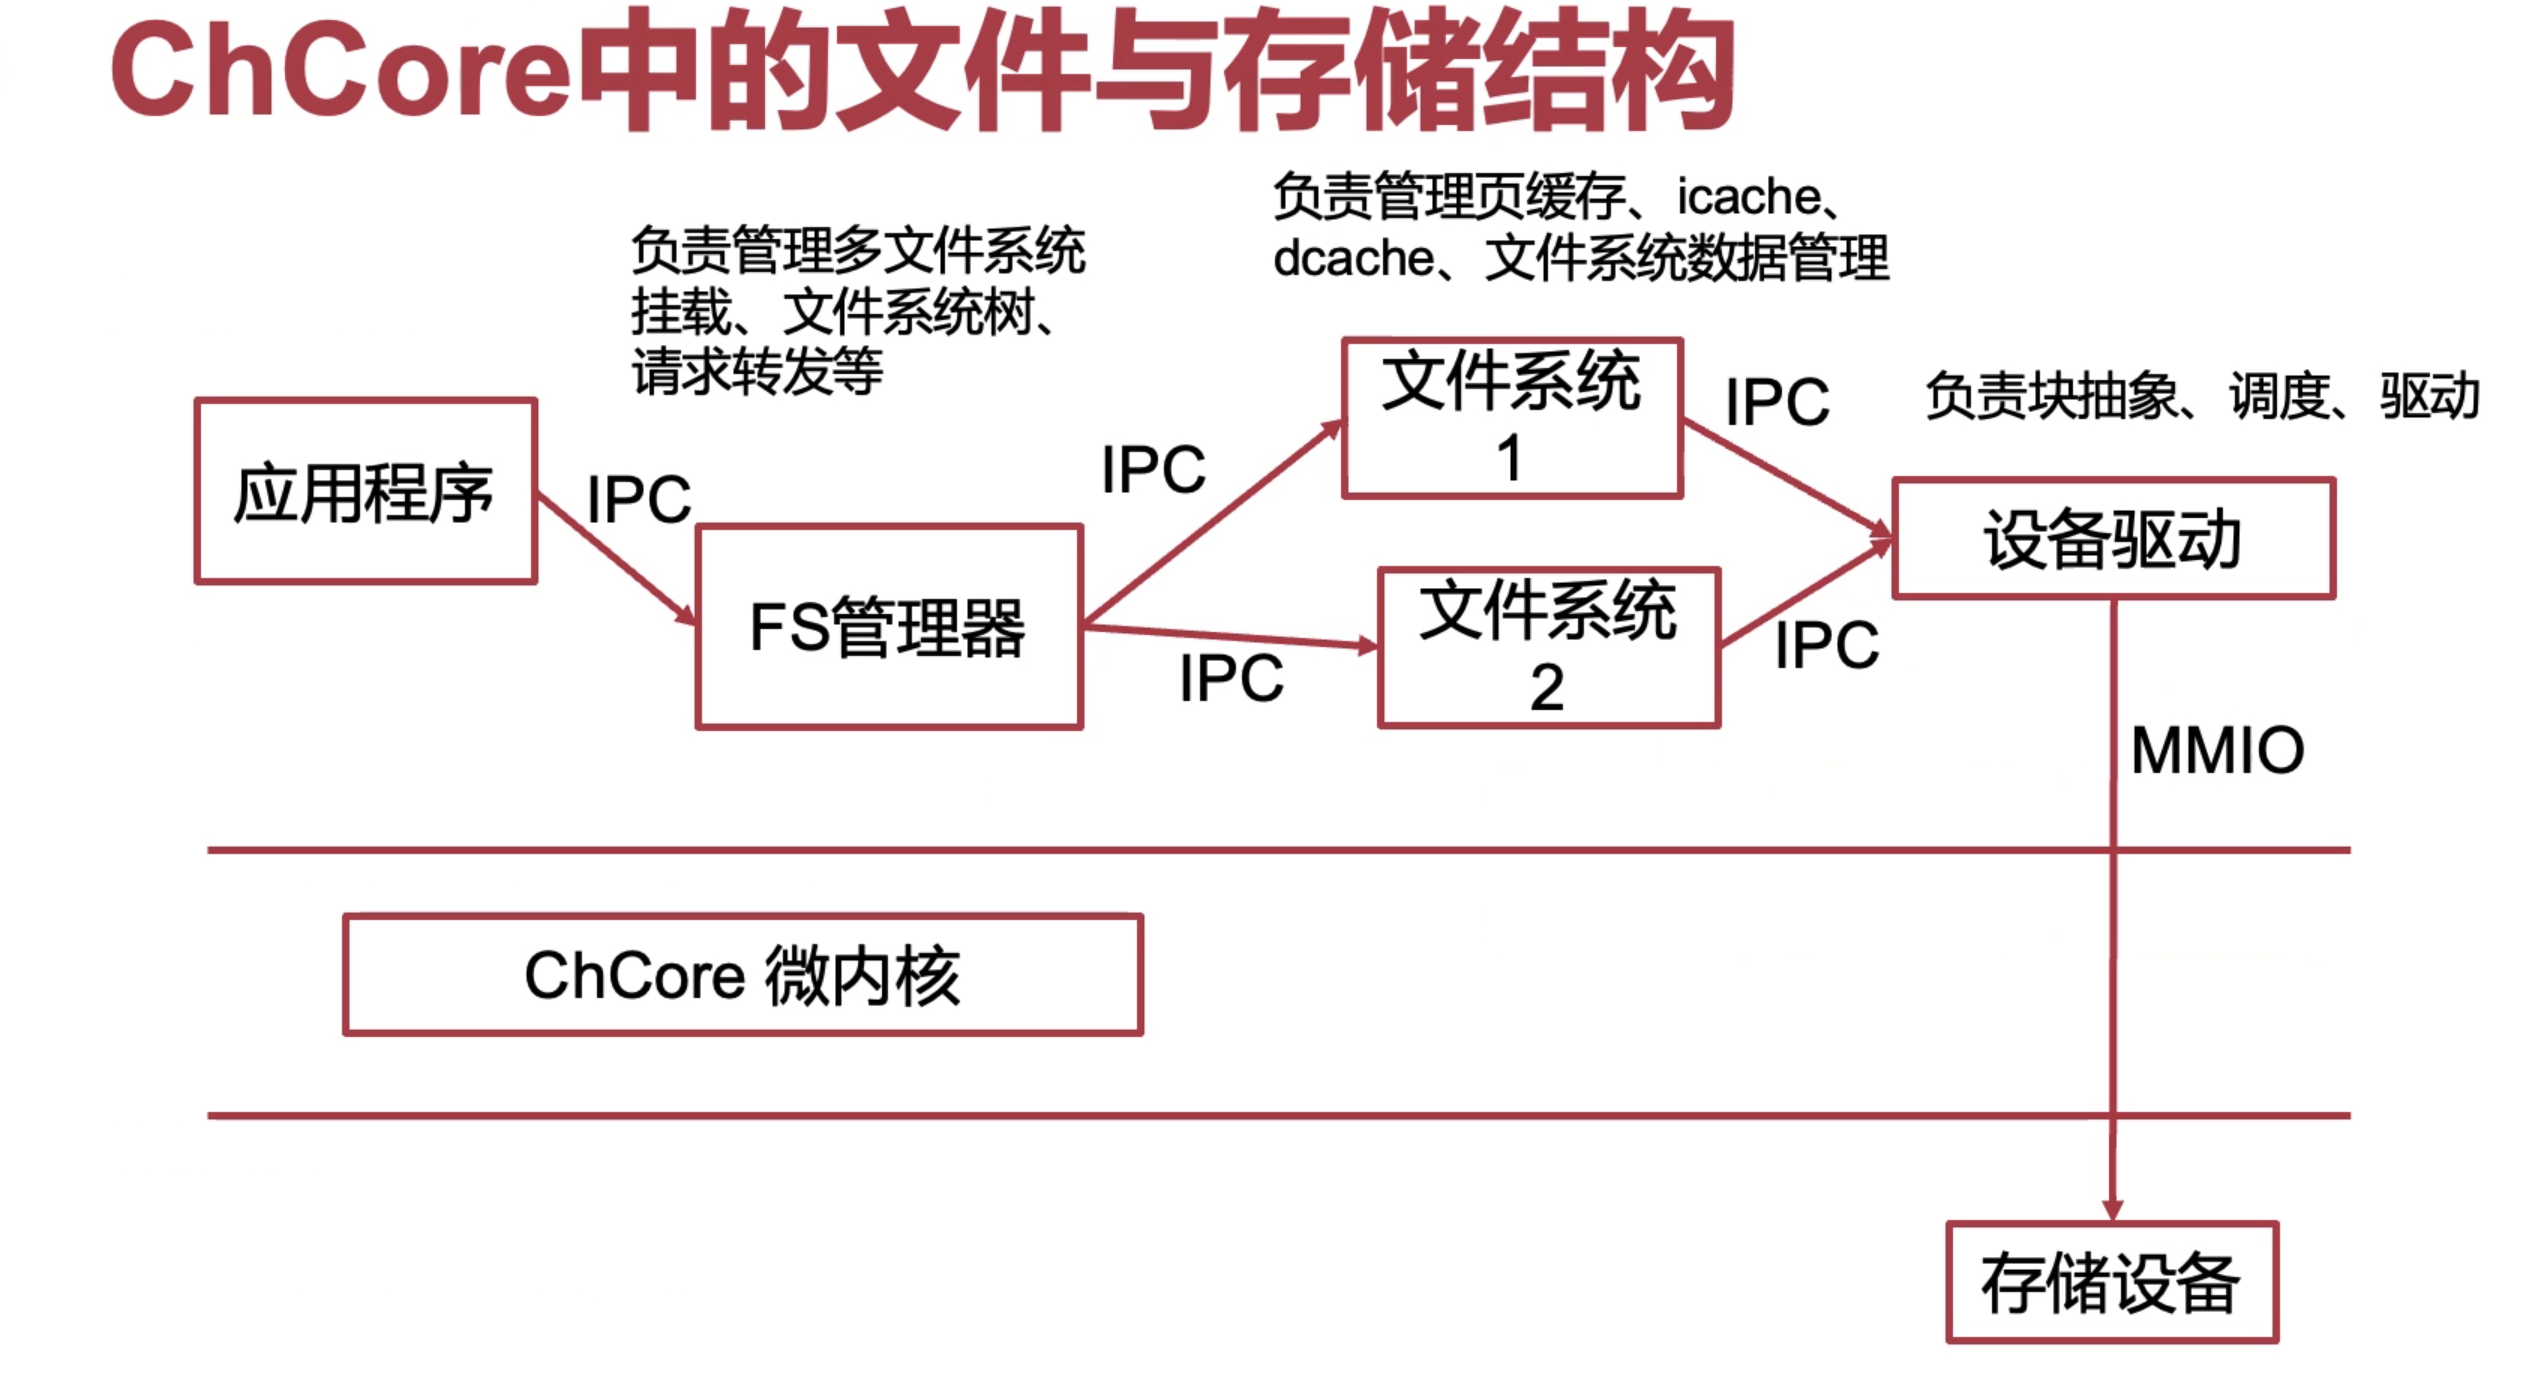 ChCore中的文件与存储结构
负责管理多文件系统
挂载、文件系统树、
请求转发等
负责管理页缓存、icache、
dcache、文件系统数据管理
负责块抽象、调度、驱动
应用程序
IPC
FS管理器
IPC
IPC
文件系统
1
文件系统
2
IPC
IPC
设备驱动
MMIO
ChCore 微内核
存储设备